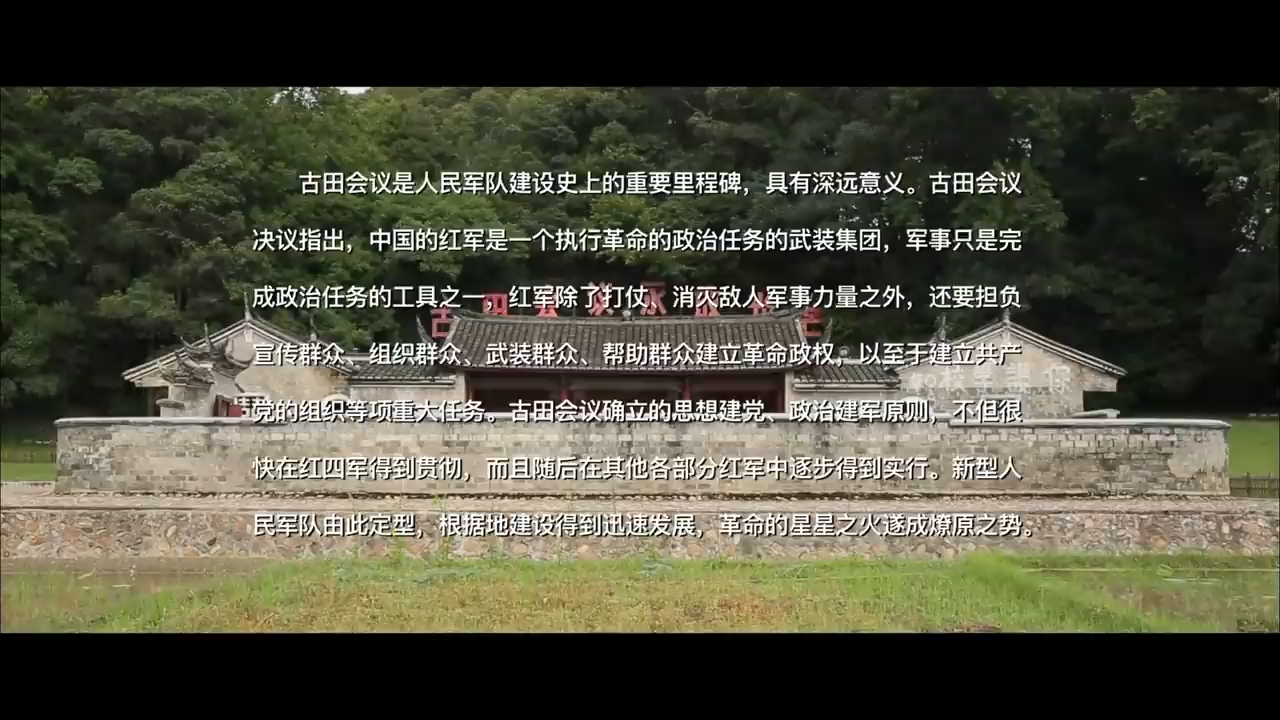 古田会议是人民军队建设史上的重要里程碑，具有深远意义。古田会议
决议指出，中国的红军是一个执行革命的政治任务的武装集团，军事只是完
成政治任务的工具之一，红军除了打仗、消灭敌人军事力量之外，还要担负
古田会议永放光芒
宣传群众、组织群众、武装群众、帮助群众建立革命政权，以至于建立共产
党的组织等项重大任务。古田会议确立的思想建党、政治建军原则，不但很
快在红四军得到贯彻，而且随后在其他各部分红军中逐步得到实行。新型人
民军队由此定型，根据地建设得到迅速发展，革命的星星之火遂成燎原之势。